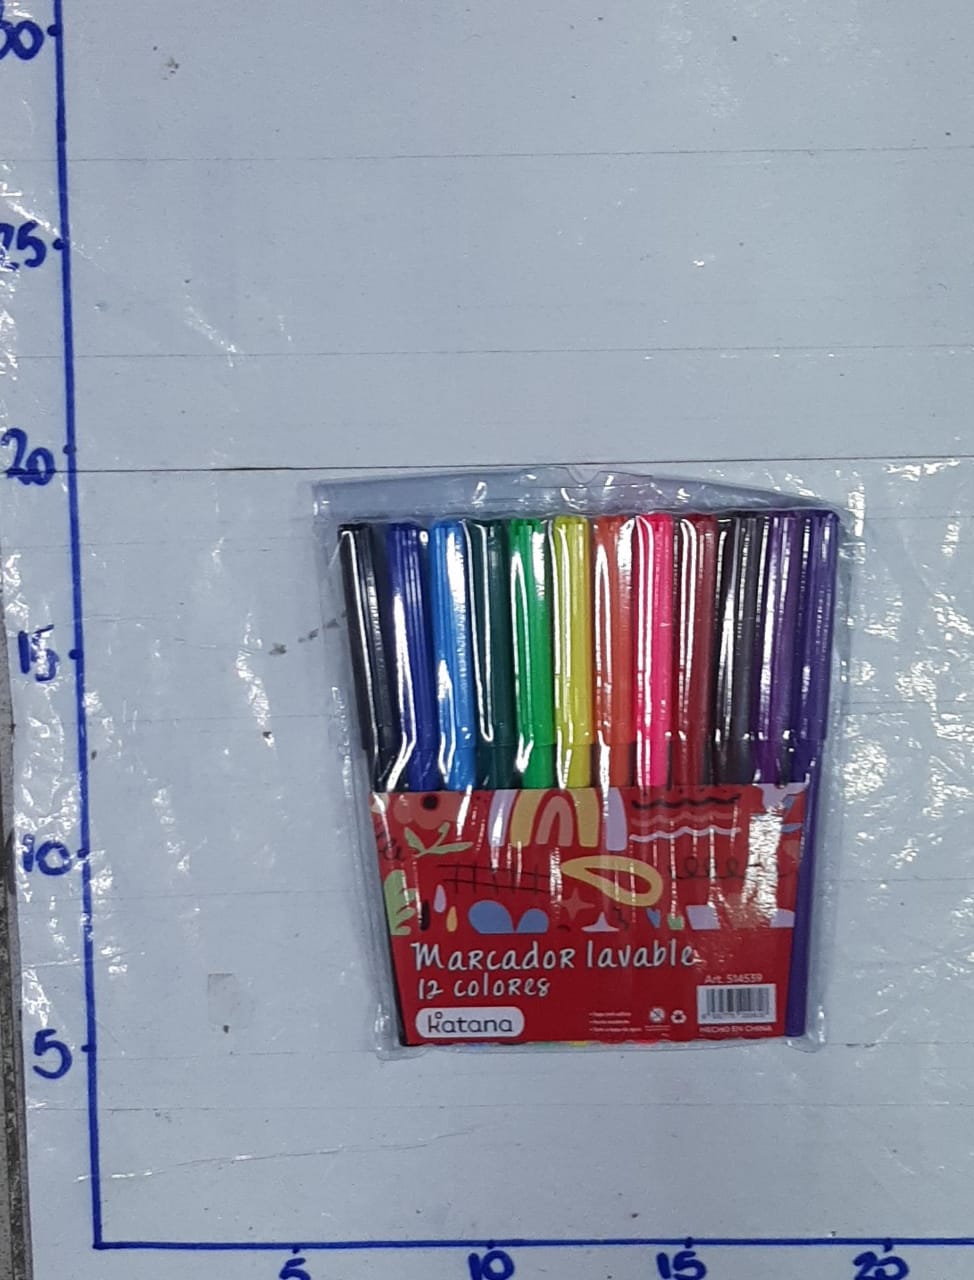 30
25
20
15
10
5
Marcador lavable
12 colores
Art. 514539
katana
HECHO EN CHINA
5
10
15
20